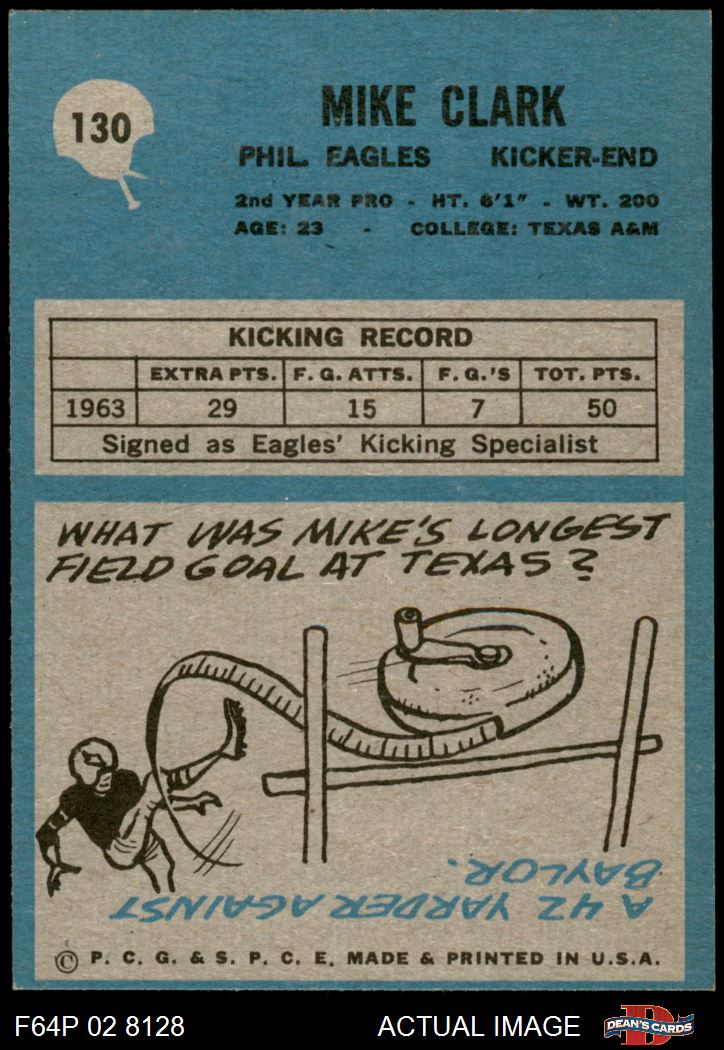 130
MIKE CLARK
PHIL. EAGLES KICKER-END
2nd YEAR PRO - HT. 6'1" - WT. 200
AGE: 23 - COLLEGE: TEXAS A&M
KICKING RECORD
EXTRA PTS. F. G. ATTS. F. G.'S TOT. PTS.
1963 29 15 7 50
Signed as Eagles' Kicking Specialist
WHAT WAS MIKE'S LONGEST
FIELD GOAL AT TEXAS?
A 42 YARDER AGAINST
BAYLOR.
© P. C. G. & S. P. C. E. MADE & PRINTED IN U.S.A.
F64P 02 8128 ACTUAL IMAGE D DEAN'S CARDS